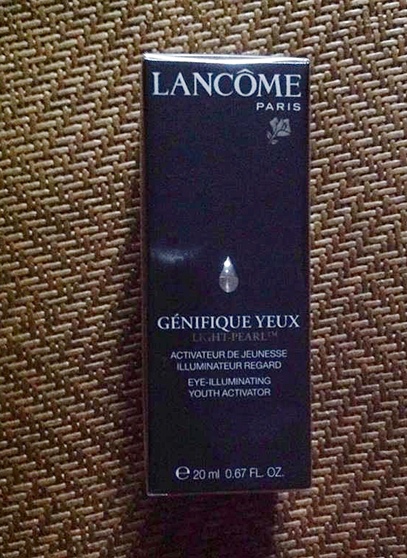 LANCÔME
PARIS
GÉNIFIQUE YEUX
LIGHT-PEARL™
ACTIVATEUR DE JEUNESSE
ILLUMINATEUR REGARD
EYE-ILLUMINATING
YOUTH ACTIVATOR
℮ 20 ml 0.67 FL. OZ.